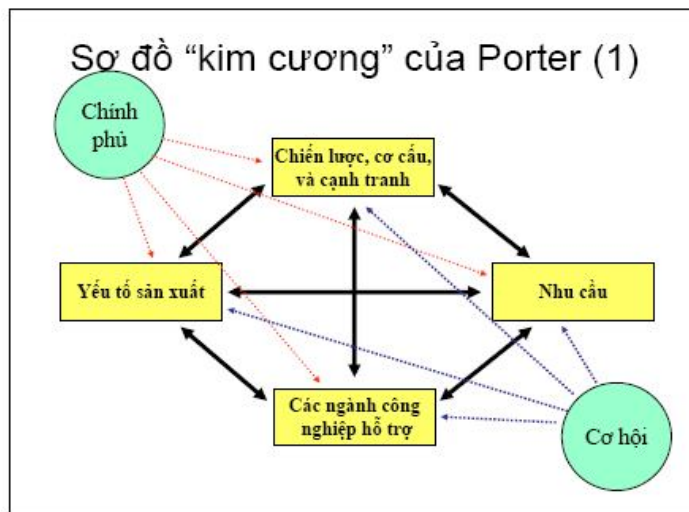 Sơ đồ “kim cương” của Porter (1)
Chính
phủ
Chiến lược, cơ cấu,
và cạnh tranh
Yếu tố sản xuất
Nhu cầu
Các ngành công
nghiệp hỗ trợ
Cơ hội